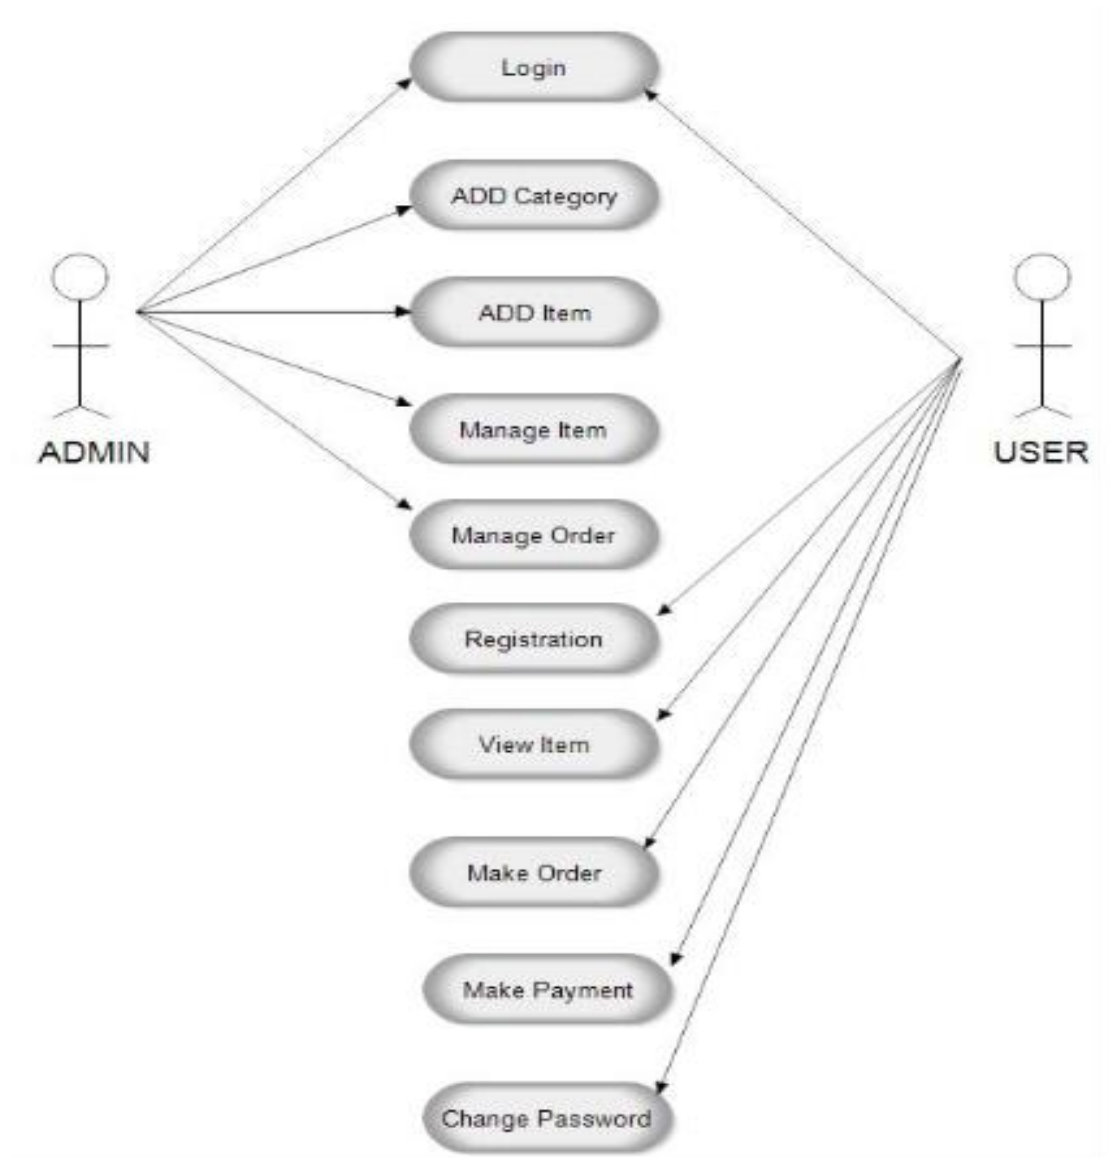 Login
ADD Category
ADD Item
ADMIN
USER
Manage Item
Manage Order
Registration
View Item
Make Order
Make Payment
Change Password